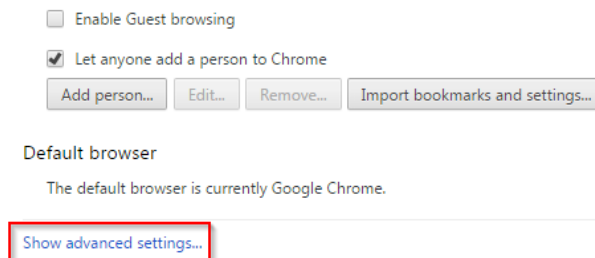 Enable Guest browsing
Let anyone add a person to Chrome
Add person... Edit... Remove... Import bookmarks and settings...
Default browser
The default browser is currently Google Chrome.
Show advanced settings...